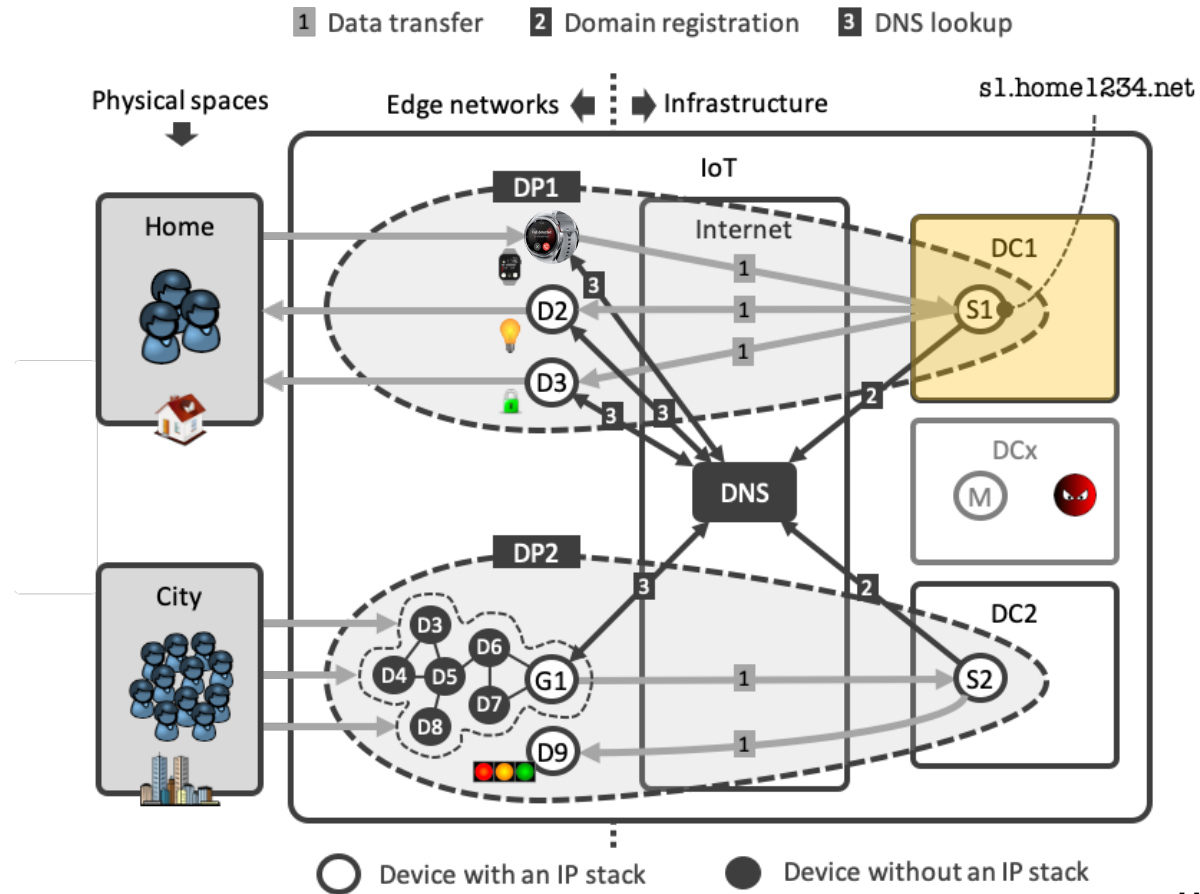 1 Data transfer 2 Domain registration 3 DNS lookup
Physical spaces
Edge networks
Infrastructure
s1.home1234.net
IoT
DP1
Home
Internet
DC1
1
3
D2
1
S1
1
D3
2
3
3
DCx
DNS
M
DP2
City
3
2
DC2
D3
D6
D4
D5
G1
1
S2
D7
D8
1
D9
Device with an IP stack
Device without an IP stack